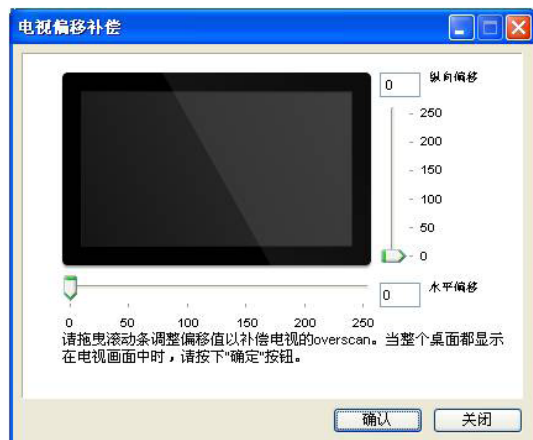 电视偏移补偿
0 纵向偏移
250
200
150
100
50
0
0 水平偏移
0 50 100 150 200 250
请拖曳滚动条调整偏移值以补偿电视的overscan。当整个桌面都显示
在电视画面中时，请按下"确定"按钮。
确认 关闭